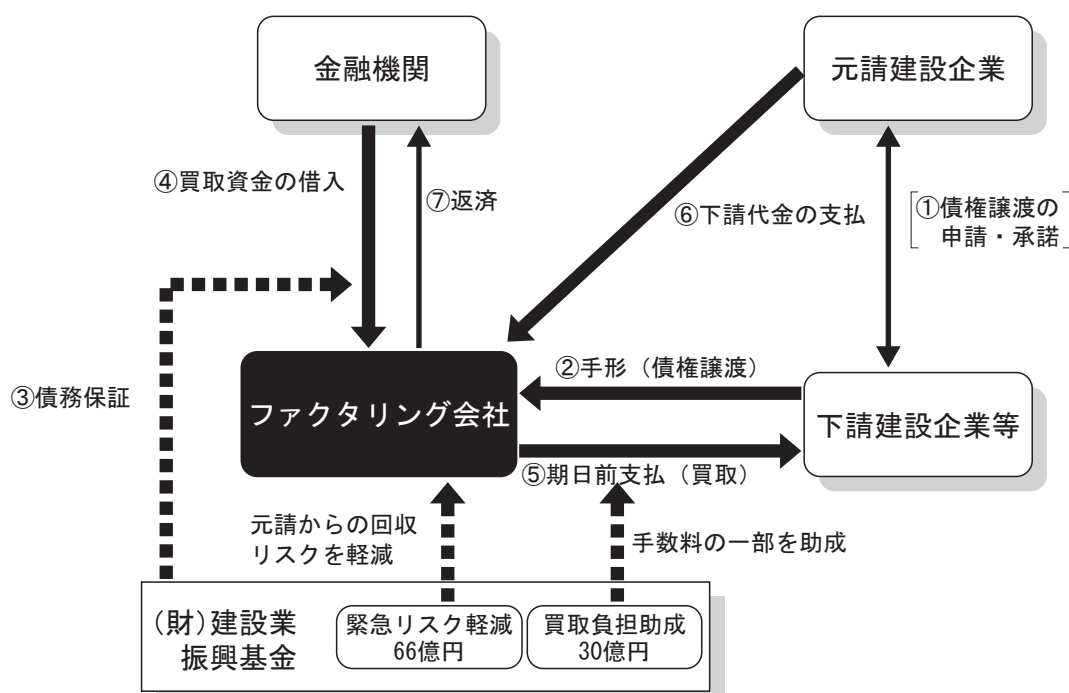 金融機関
元請建設企業
④買取資金の借入
⑦返済
⑥下請代金の支払
①債権譲渡の
申請・承諾
③債務保証
②手形（債権譲渡）
ファクタリング会社
下請建設企業等
⑤期日前支払（買取）
元請からの回収
リスクを軽減
手数料の一部を助成
(財)建設業
振興基金
緊急リスク軽減
66億円
買取負担助成
30億円